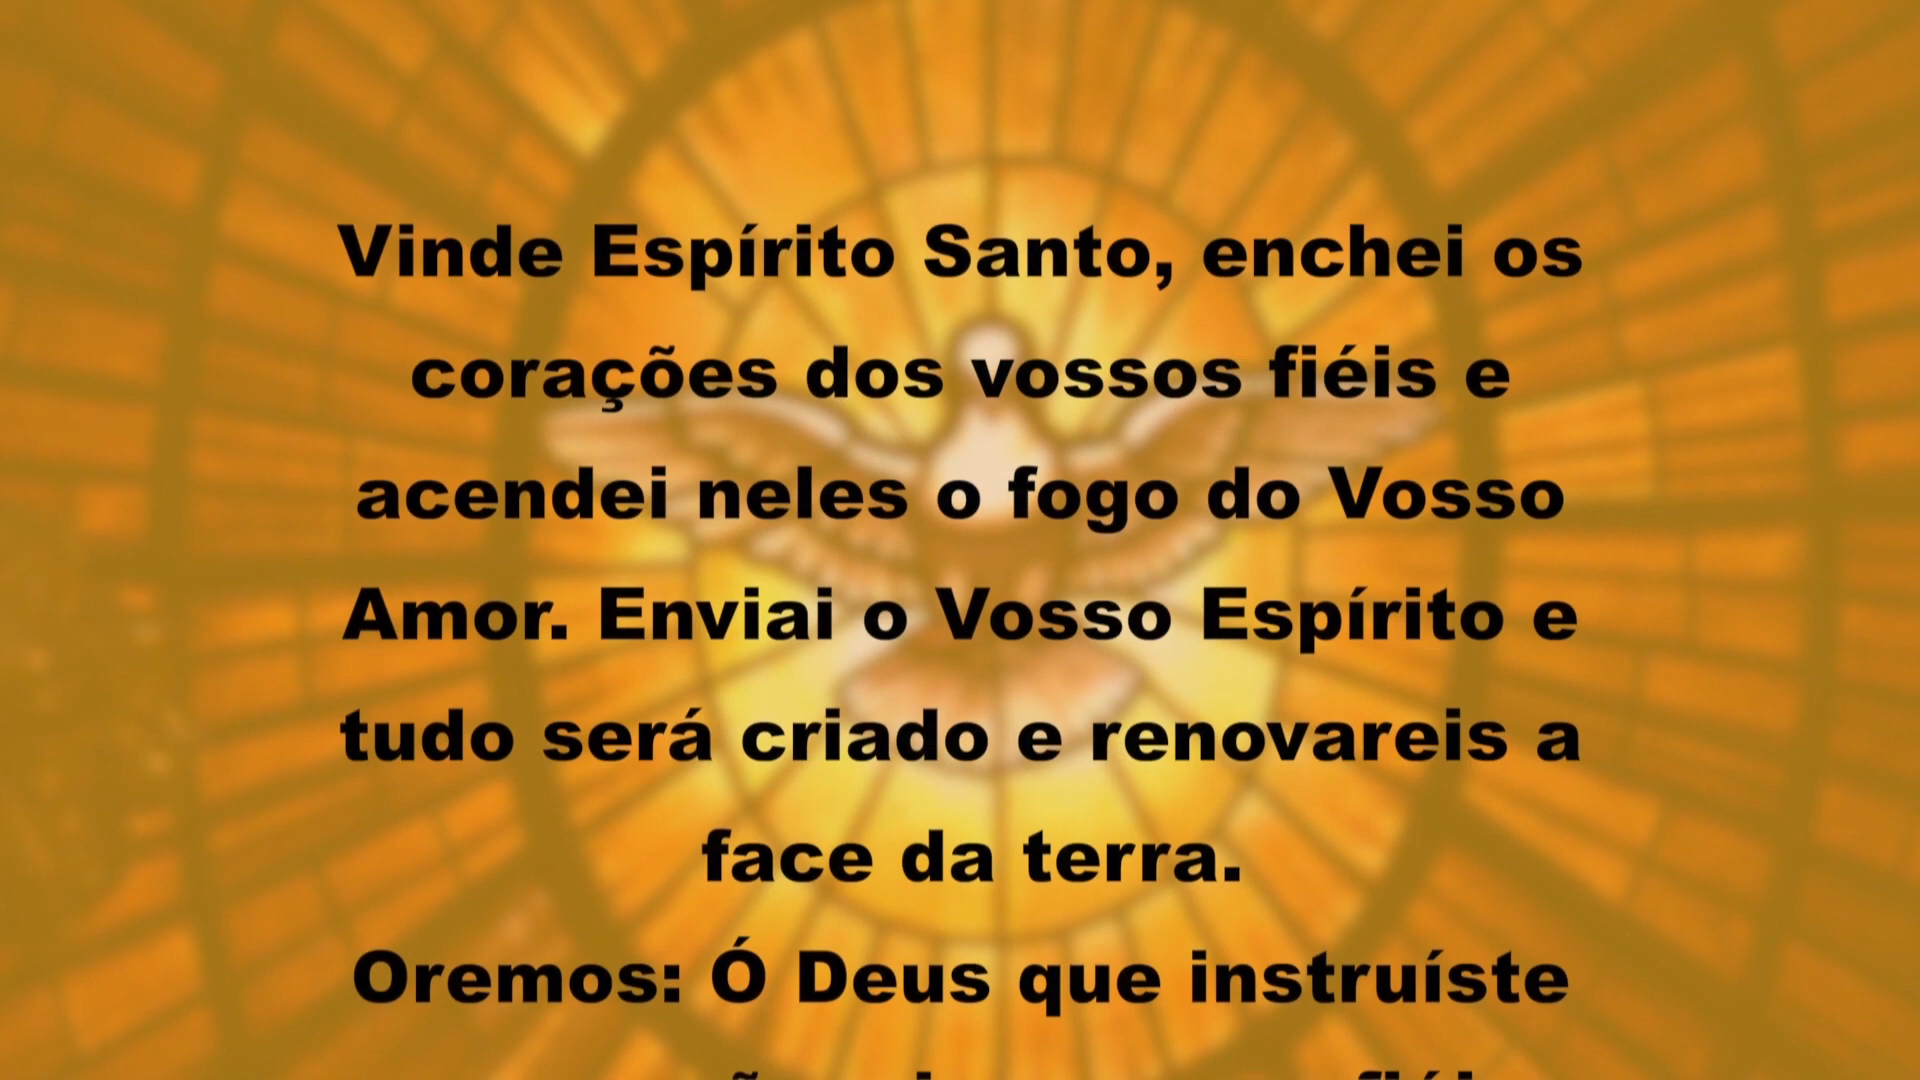 Vinde Espírito Santo, enchei os
corações dos vossos fiéis e
acendei neles o fogo do Vosso
Amor. Enviai o Vosso Espírito e
tudo será criado e renovareis a
face da terra.
Oremos: Ó Deus que instruíste